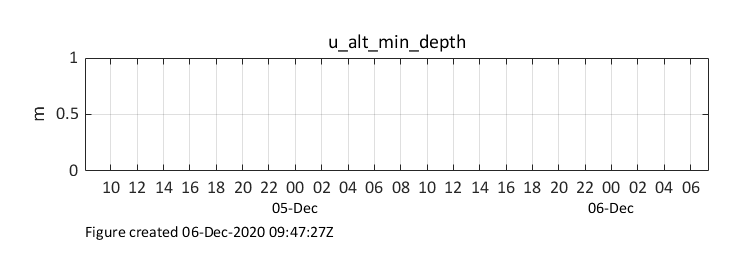 u_alt_min_depth
1
0.5
0
m
10 12 14 16 18 20 22 00 02 04 06 08 10 12 14 16 18 20 22 00 02 04 06
05-Dec 06-Dec
Figure created 06-Dec-2020 09:47:27Z